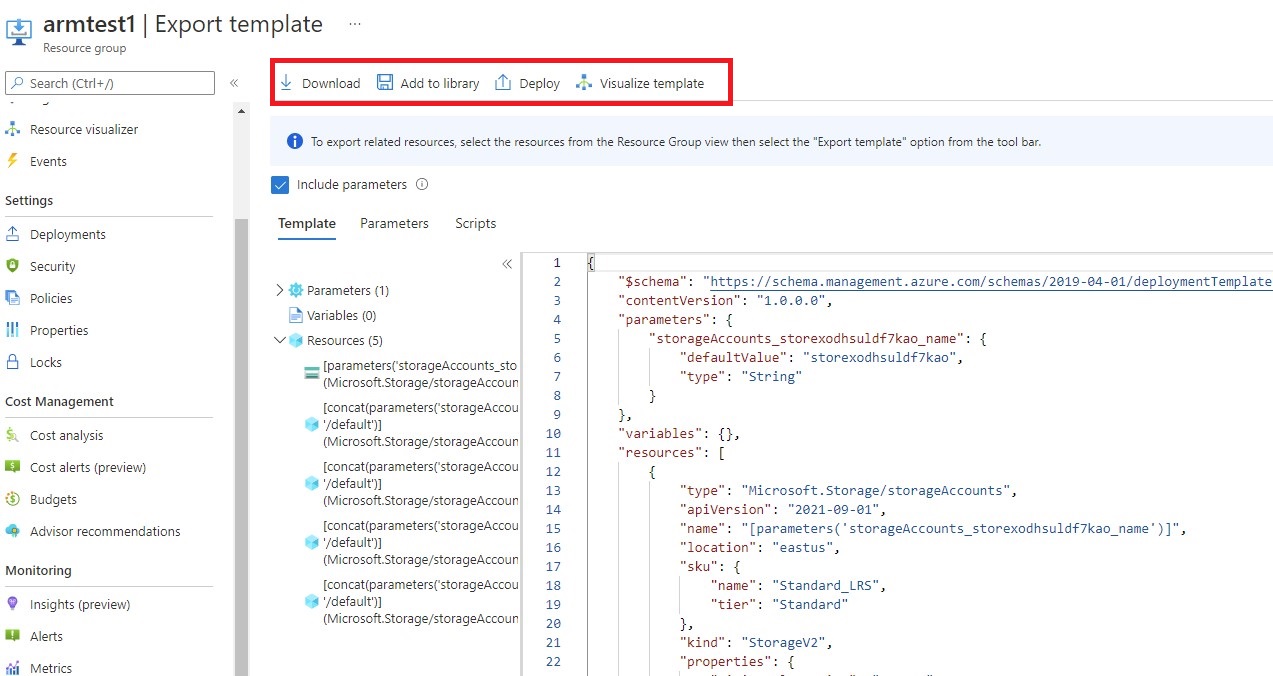 armtest1 | Export template ...
Resource group
Search (Ctrl+/)
«
Resource visualizer
Events
Settings
Deployments
Security
Policies
Properties
Locks
Cost Management
Cost analysis
Cost alerts (preview)
Budgets
Advisor recommendations
Monitoring
Insights (preview)
Alerts
Metrics
Download Add to library Deploy Visualize template
To export related resources, select the resources from the Resource Group view then select the "Export template" option from the tool bar.
Include parameters
Template Parameters Scripts
«
Parameters (1)
Variables (0)
Resources (5)
[parameters('storageAccounts_sto
(Microsoft.Storage/storageAccoun
[concat(parameters('storageAccou
'/default')]
(Microsoft.Storage/storageAccoun
[concat(parameters('storageAccou
'/default')]
(Microsoft.Storage/storageAccoun
[concat(parameters('storageAccou
'/default')]
(Microsoft.Storage/storageAccoun
[concat(parameters('storageAccou
'/default')]
(Microsoft.Storage/storageAccoun
1 {
2 "$schema": "https://schema.management.azure.com/schemas/2019-04-01/deploymentTemplate
3 "contentVersion": "1.0.0.0",
4 "parameters": {
5 "storageAccounts_storexodhsuldf7kao_name": {
6 "defaultValue": "storexodhsuldf7kao",
7 "type": "String"
8 }
9 },
10 "variables": {},
11 "resources": [
12 {
13 "type": "Microsoft.Storage/storageAccounts",
14 "apiVersion": "2021-09-01",
15 "name": "[parameters('storageAccounts_storexodhsuldf7kao_name')]",
16 "location": "eastus",
17 "sku": {
18 "name": "Standard_LRS",
19 "tier": "Standard"
20 },
21 "kind": "StorageV2",
22 "properties": {